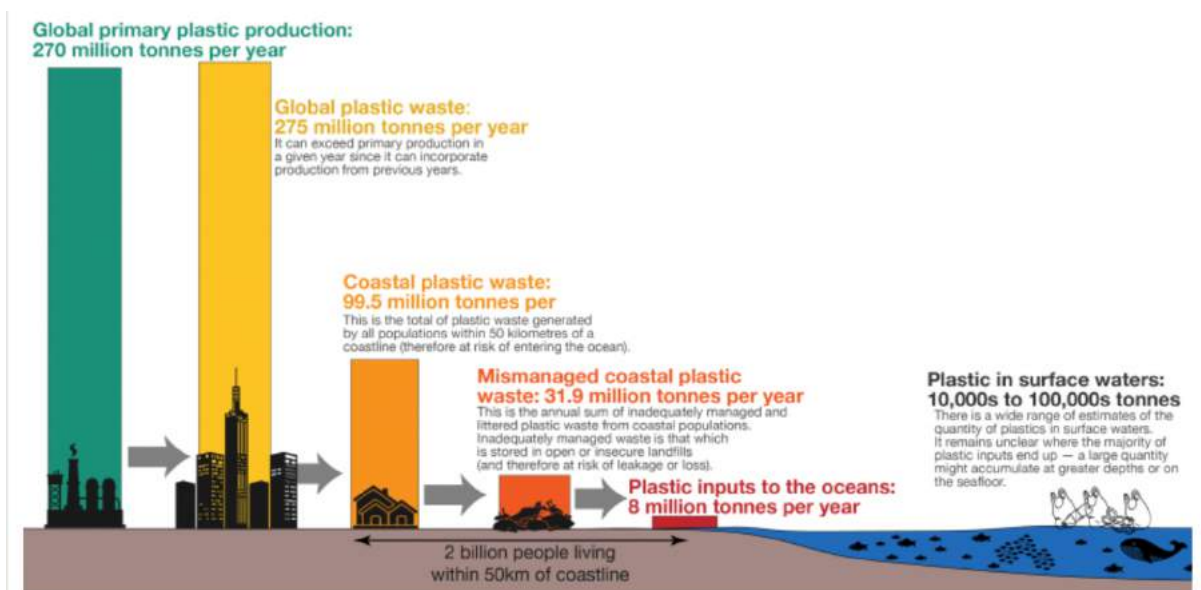 Global primary plastic production:
270 million tonnes per year
Global plastic waste:
275 million tonnes per year
It can exceed primary production in
a given year since it can incorporate
production from previous years.
Coastal plastic waste:
99.5 million tonnes per
This is the total of plastic waste generated
by all populations within 50 kilometres of a
coastline (therefore at risk of entering the ocean).
Mismanaged coastal plastic
waste: 31.9 million tonnes per year
This is the annual sum of inadequately managed and
littered plastic waste from coastal populations.
Inadequately managed waste is that which
is stored in open or insecure landfills
(and therefore at risk of leakage or loss).
Plastic inputs to the oceans:
8 million tonnes per year
Plastic in surface waters:
10,000s to 100,000s tonnes
There is a wide range of estimates of the
quantity of plastics in surface waters.
It remains unclear where the majority of
plastic inputs end up — a large quantity
might accumulate at greater depths or on
the seafloor.
2 billion people living
within 50km of coastline